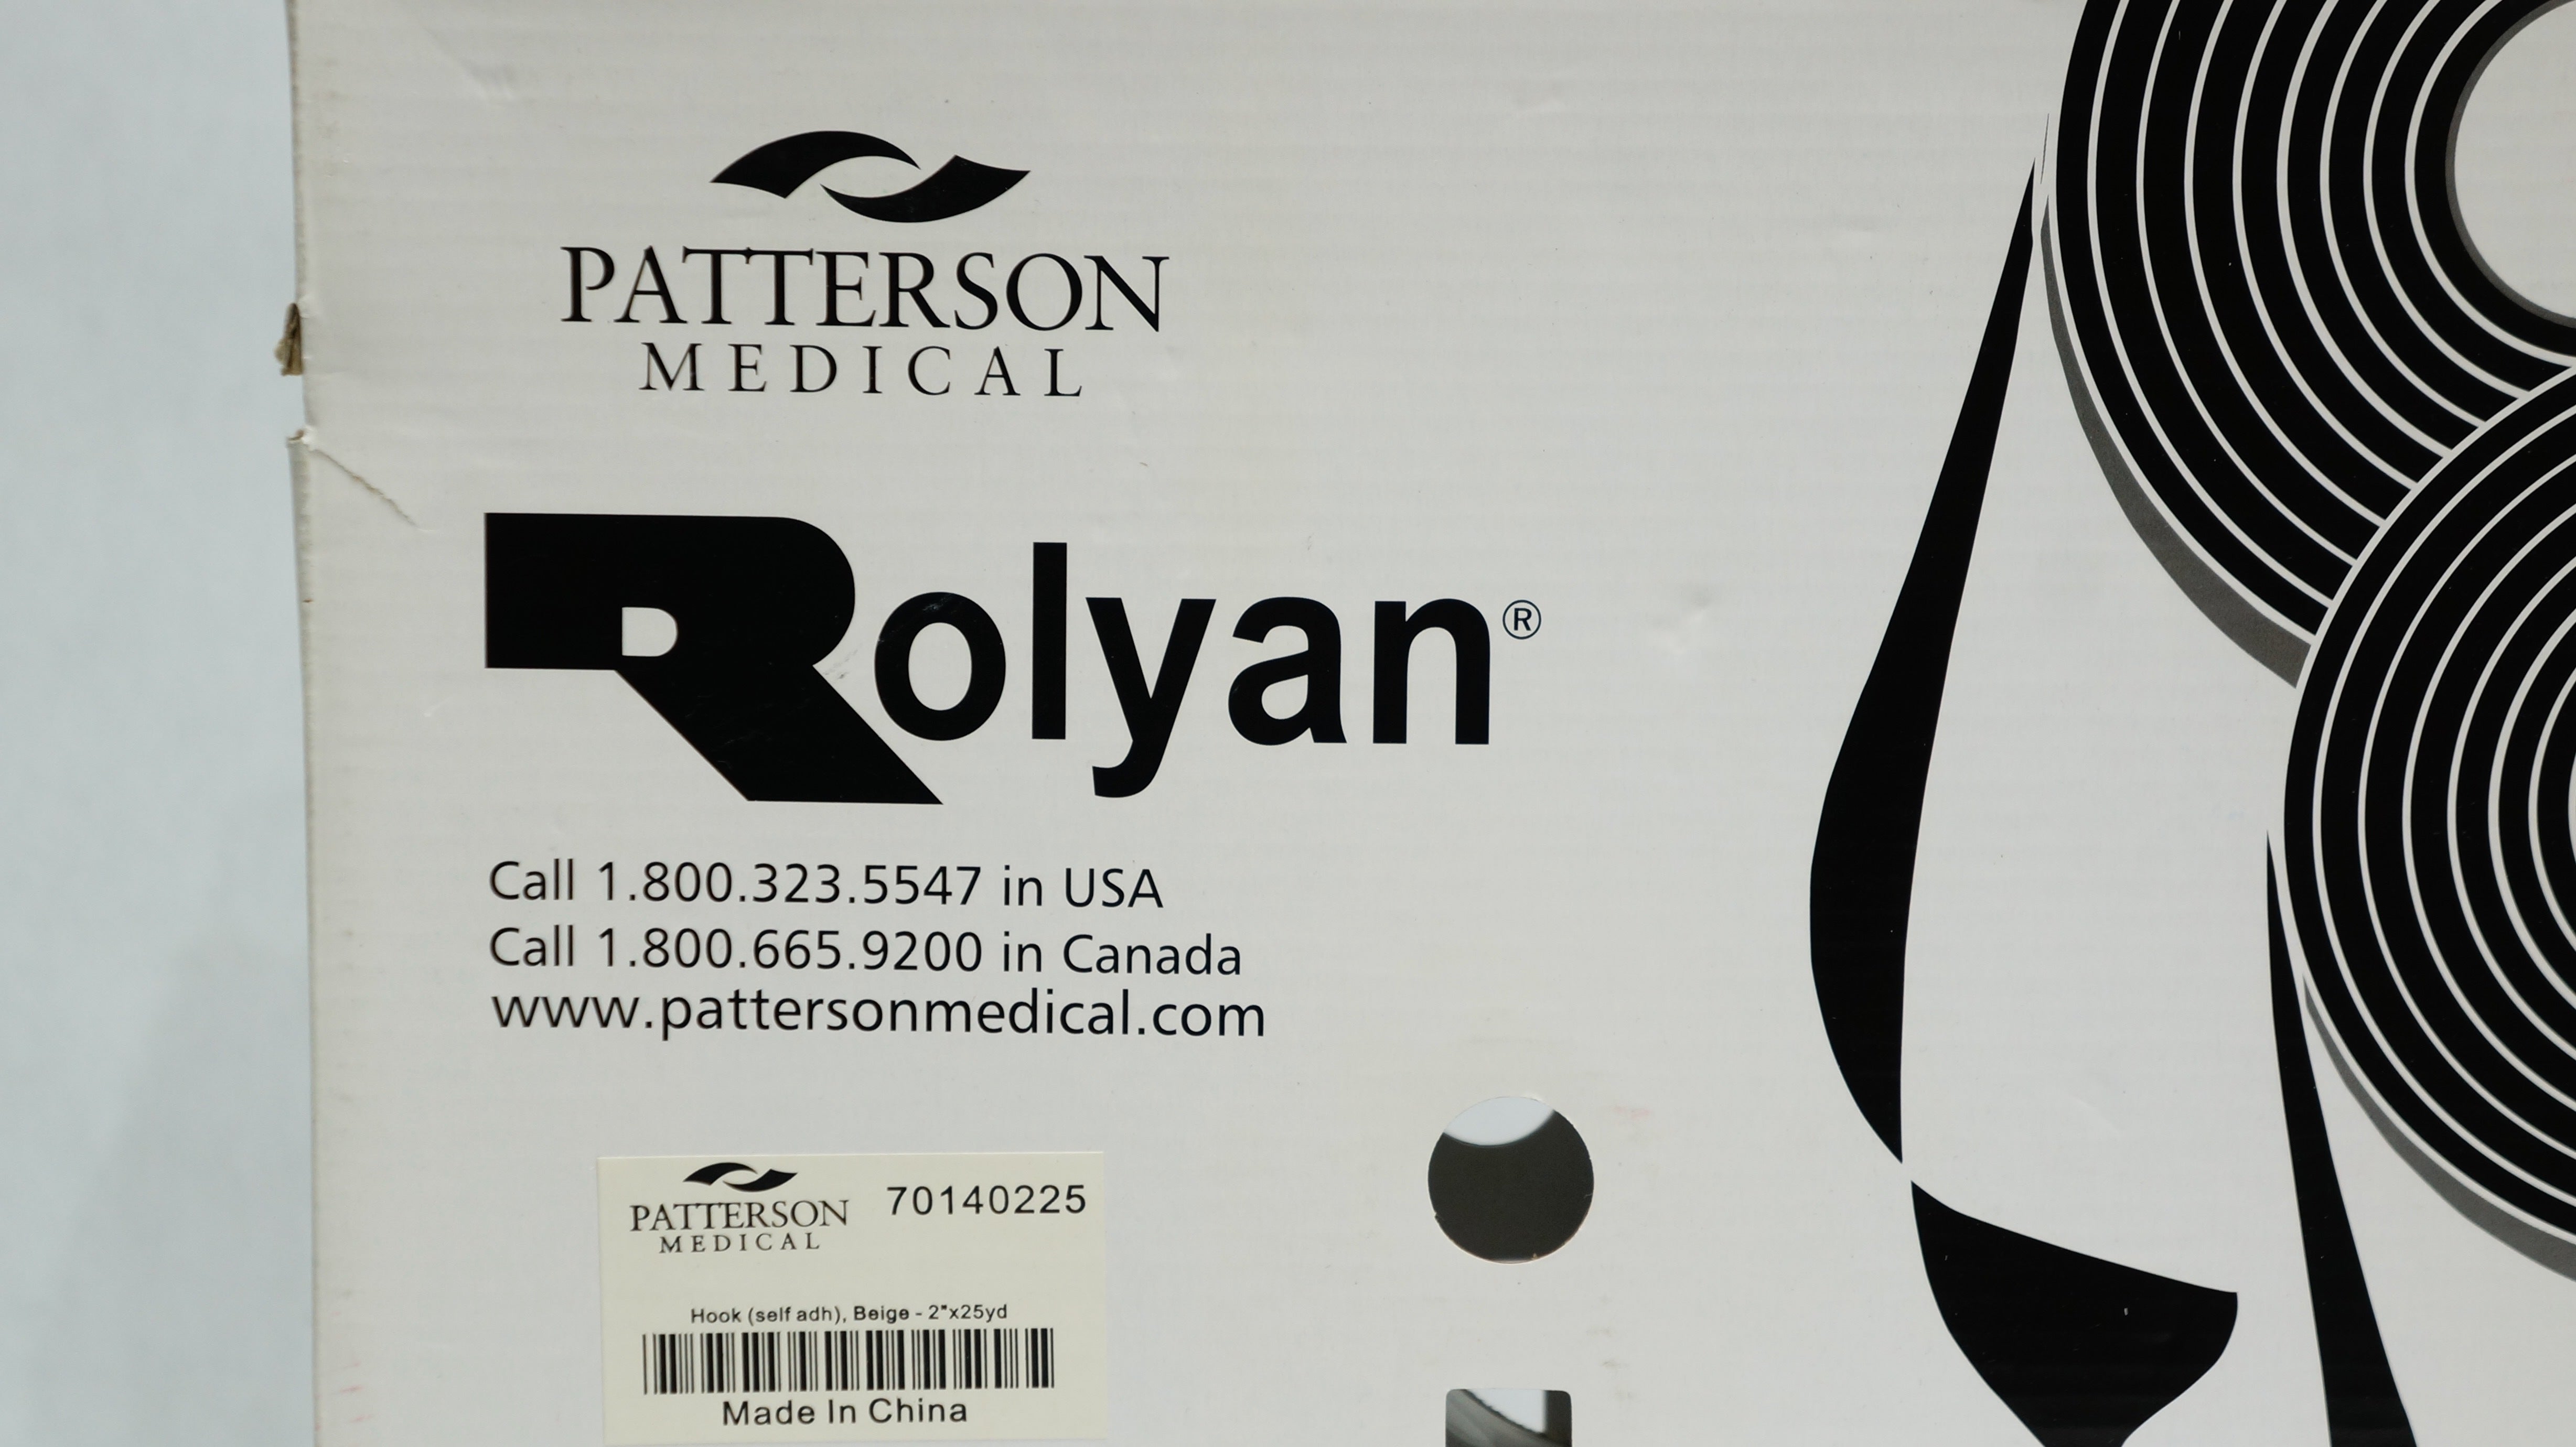 PATTERSON
MEDICAL
Rolyan®
Call 1.800.323.5547 in USA
Call 1.800.665.9200 in Canada
www.pattersonmedical.com
PATTERSON
MEDICAL
70140225
Hook (self adh), Beige - 2"x25yd
Made In China